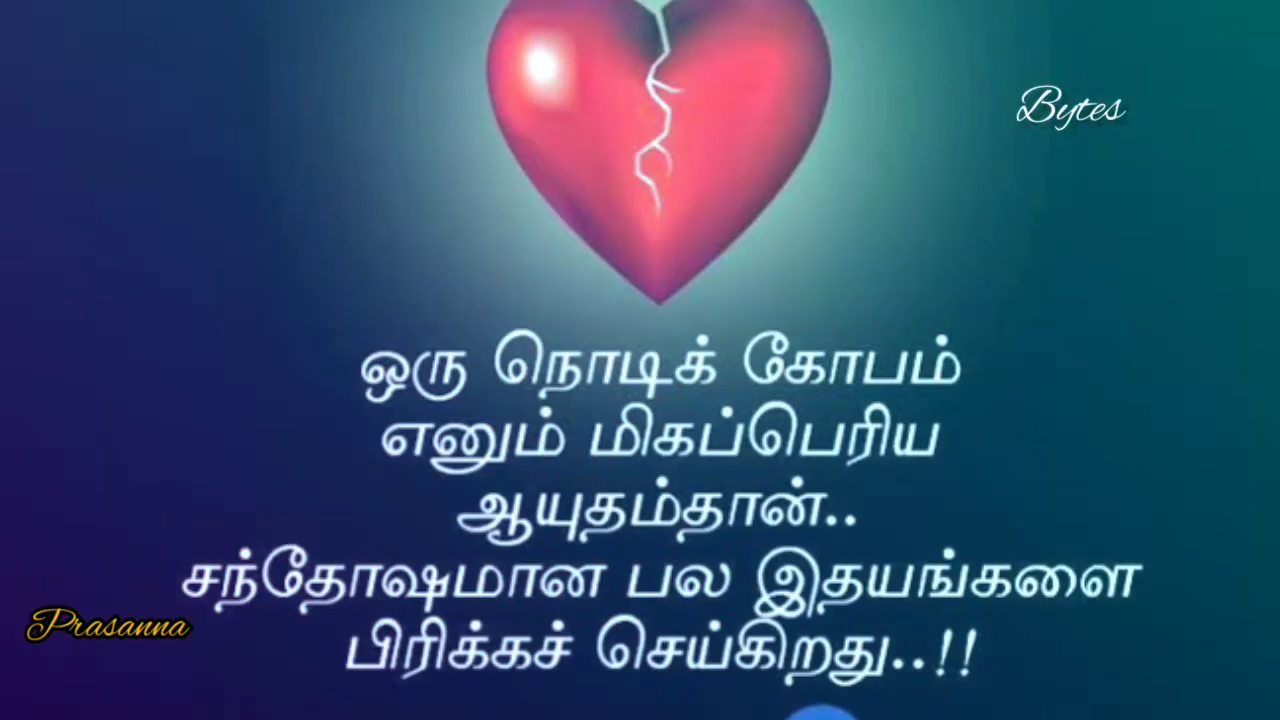 Bytes
ஒரு நொடிக் கோபம்
எனும் மிகப்பெரிய
ஆயுதம்தான்..
சந்தோஷமான பல இதயங்களை
Prasanna
பிரிக்கச் செய்கிறது..!!